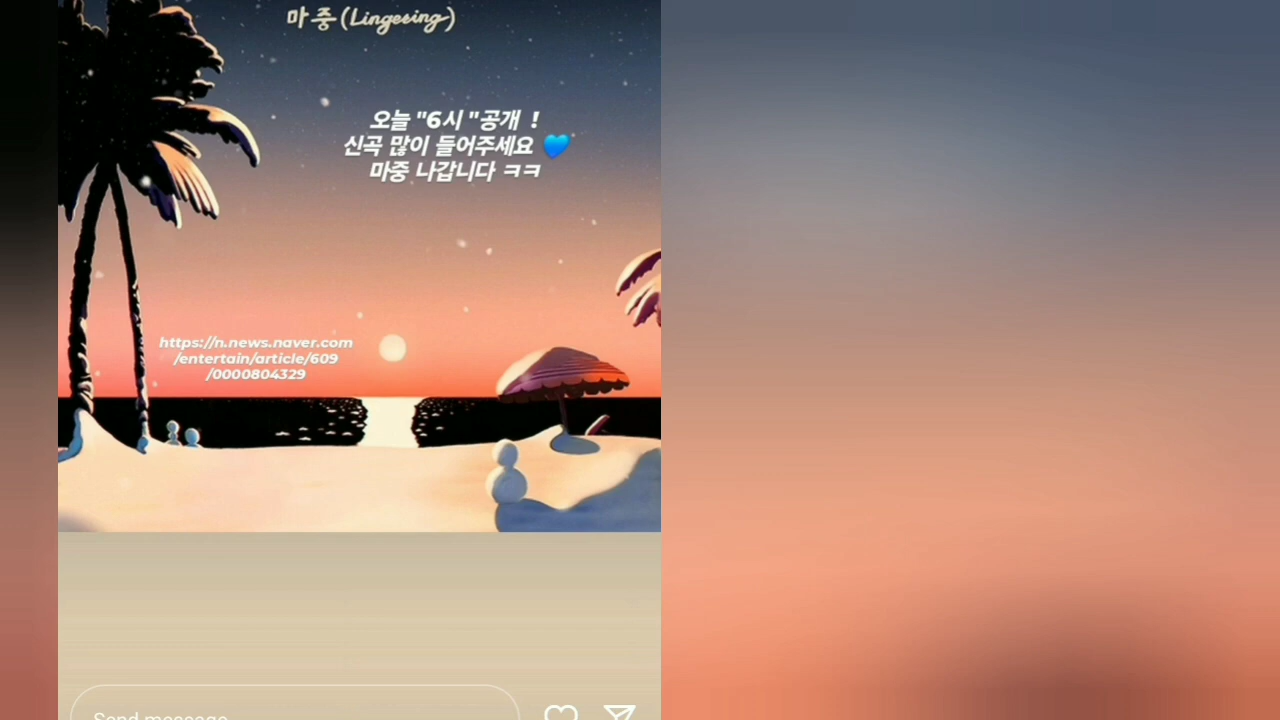 마중(Lingering)
오늘 "6시 "공개 !
신곡 많이 들어주세요 💙
마중 나갑니다 ㅋㅋ
https://n.news.naver.com
/entertain/article/609
/0000804329
Send message